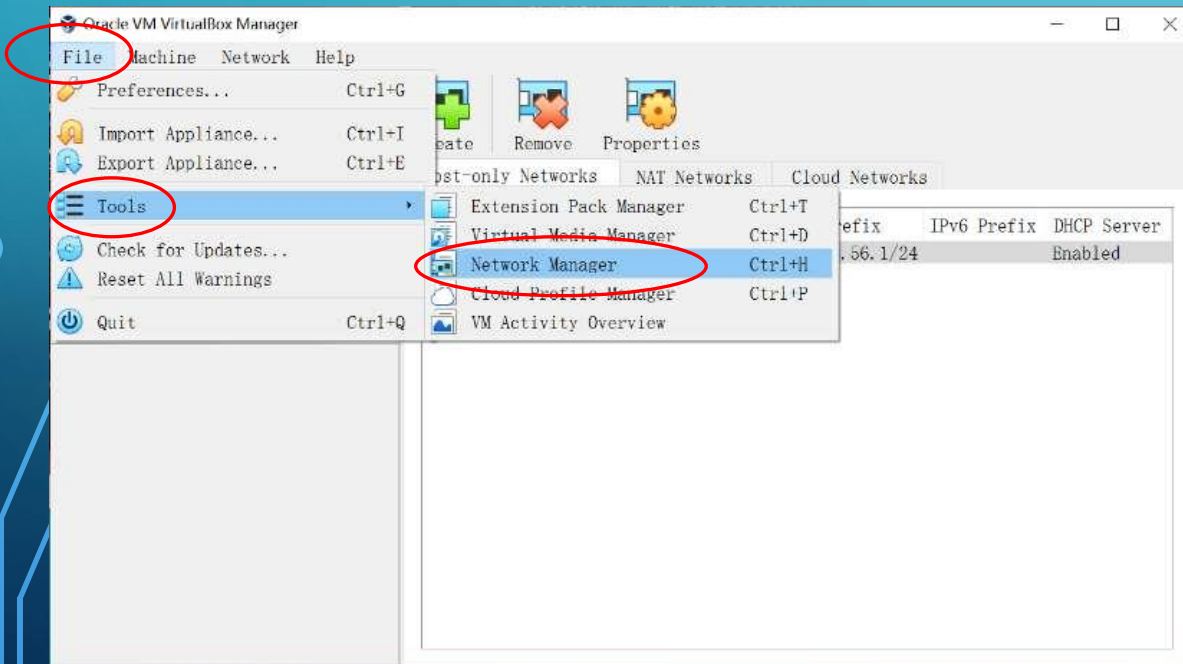 Oracle VM VirtualBox Manager
File Machine Network Help
Preferences... Ctrl+G
Import Appliance... Ctrl+I
Export Appliance... Ctrl+E
Tools
Check for Updates...
Reset All Warnings
Quit Ctrl+Q
eate Remove Properties
ost-only Networks NAT Networks Cloud Networks
Extension Pack Manager Ctrl+T
Virtual Media Manager Ctrl+D
Network Manager Ctrl+H
Cloud Profile Manager Ctrl+P
VM Activity Overview
refix IPv6 Prefix DHCP Server
.56.1/24 Enabled